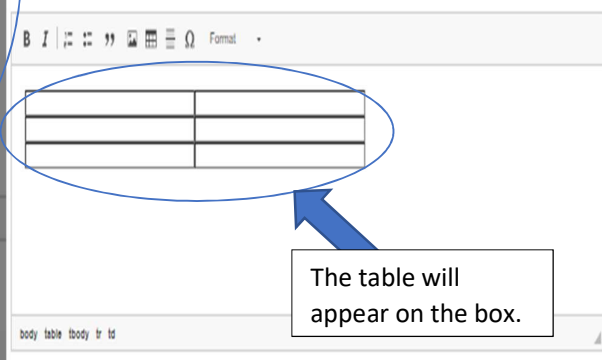 B I Ω Format
The table will
appear on the box.
body table tbody tr td